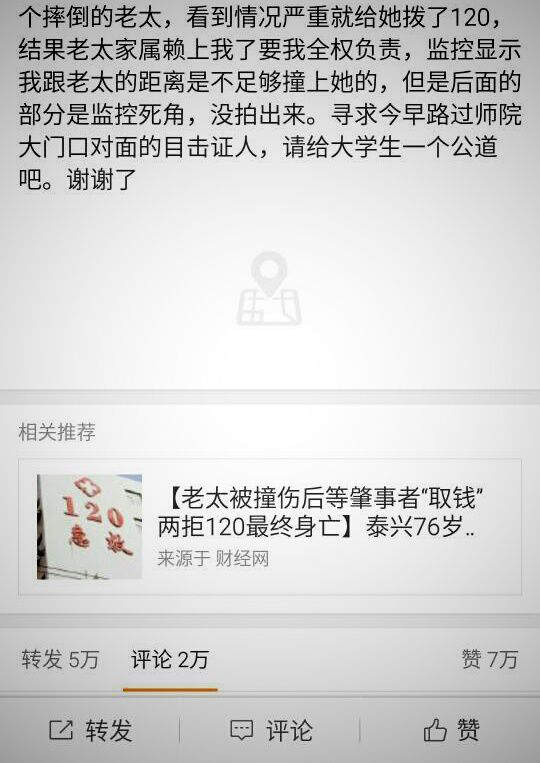 个摔倒的老太，看到情况严重就给她拨了120，
结果老太家属赖上我了要我全权负责，监控显示
我跟老太的距离是不足够撞上她的，但是后面的
部分是监控死角，没拍出来。寻求今早路过师院
大门口对面的目击证人，请给大学生一个公道
吧。谢谢了
相关推荐
120
急救
【老太被撞伤后等肇事者“取钱”
两拒120最终身亡】泰兴76岁..
来源于 财经网
转发 5万 评论 2万 赞 7万
转发 评论 赞